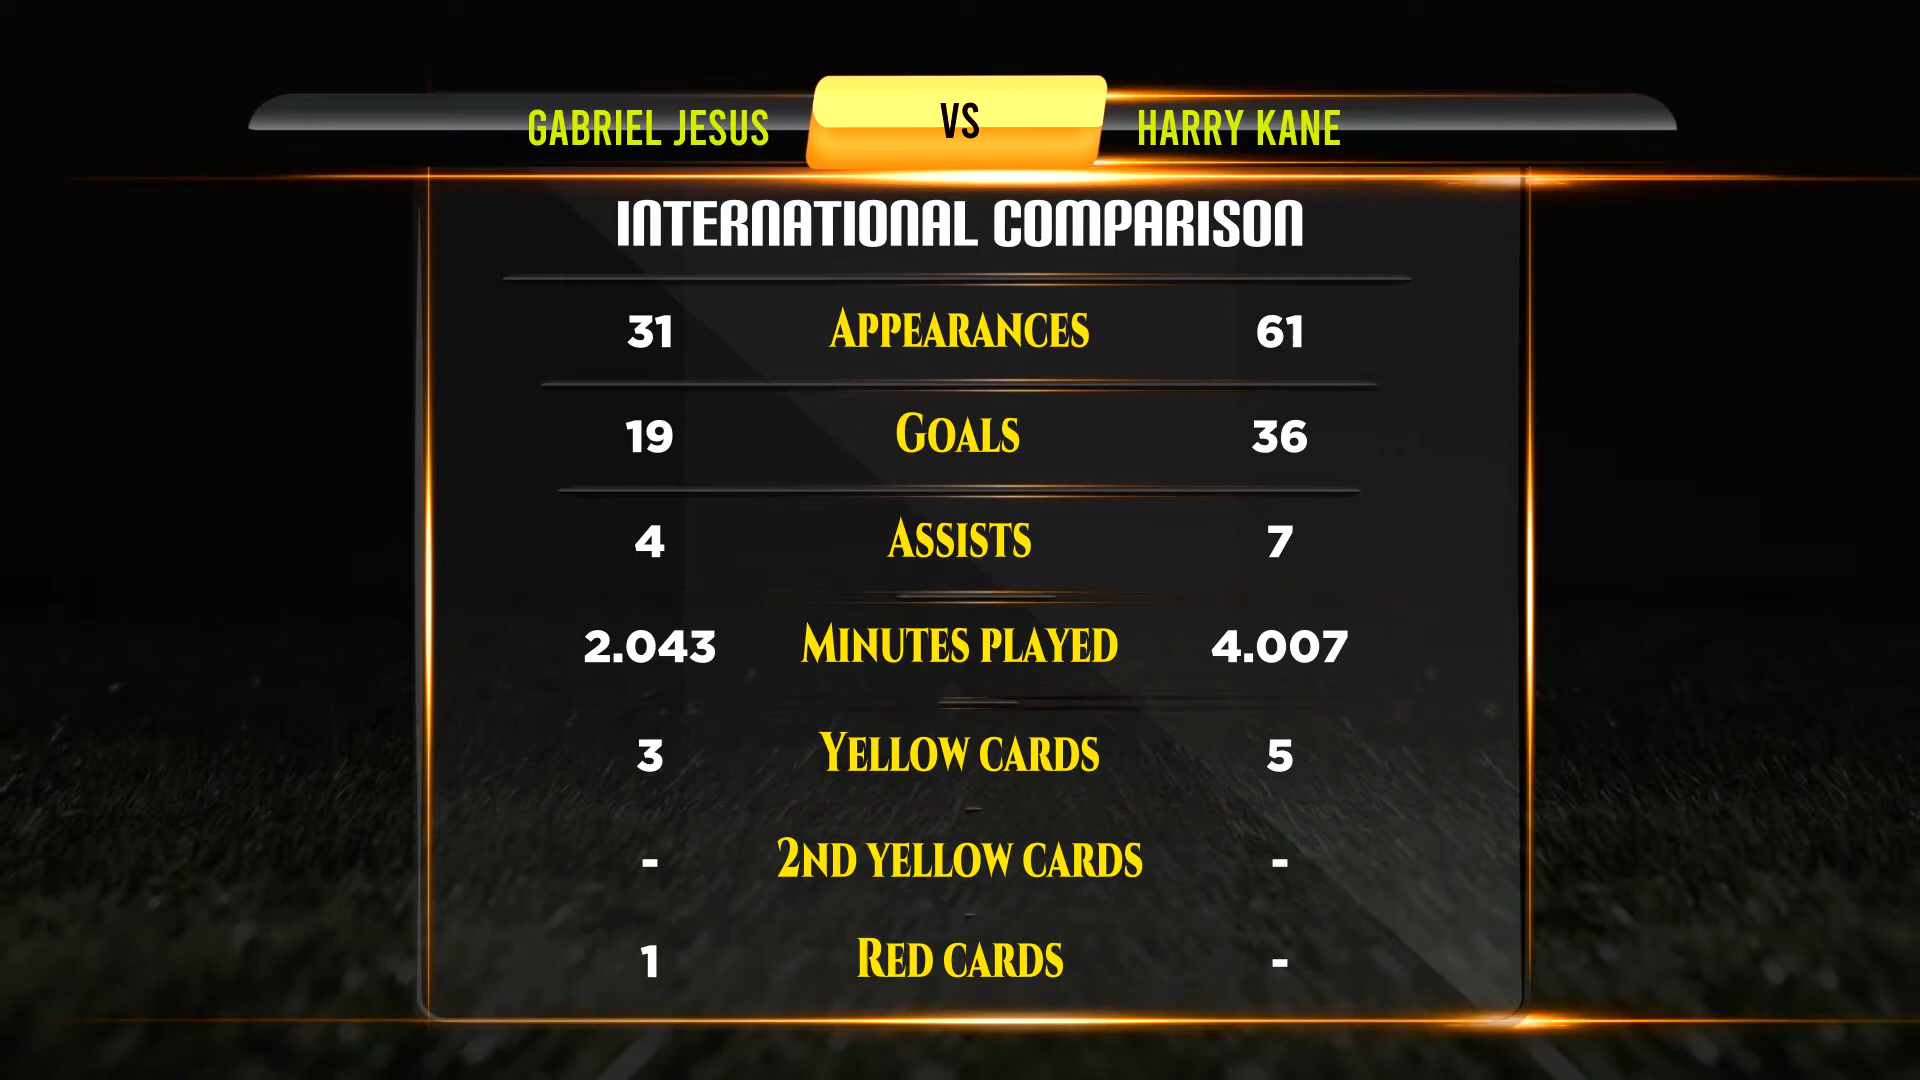 GABRIEL JESUS VS HARRY KANE
INTERNATIONAL COMPARISON
31 APPEARANCES 61
19 GOALS 36
4 ASSISTS 7
2.043 MINUTES PLAYED 4.007
3 YELLOW CARDS 5
- 2ND YELLOW CARDS -
1 RED CARDS -